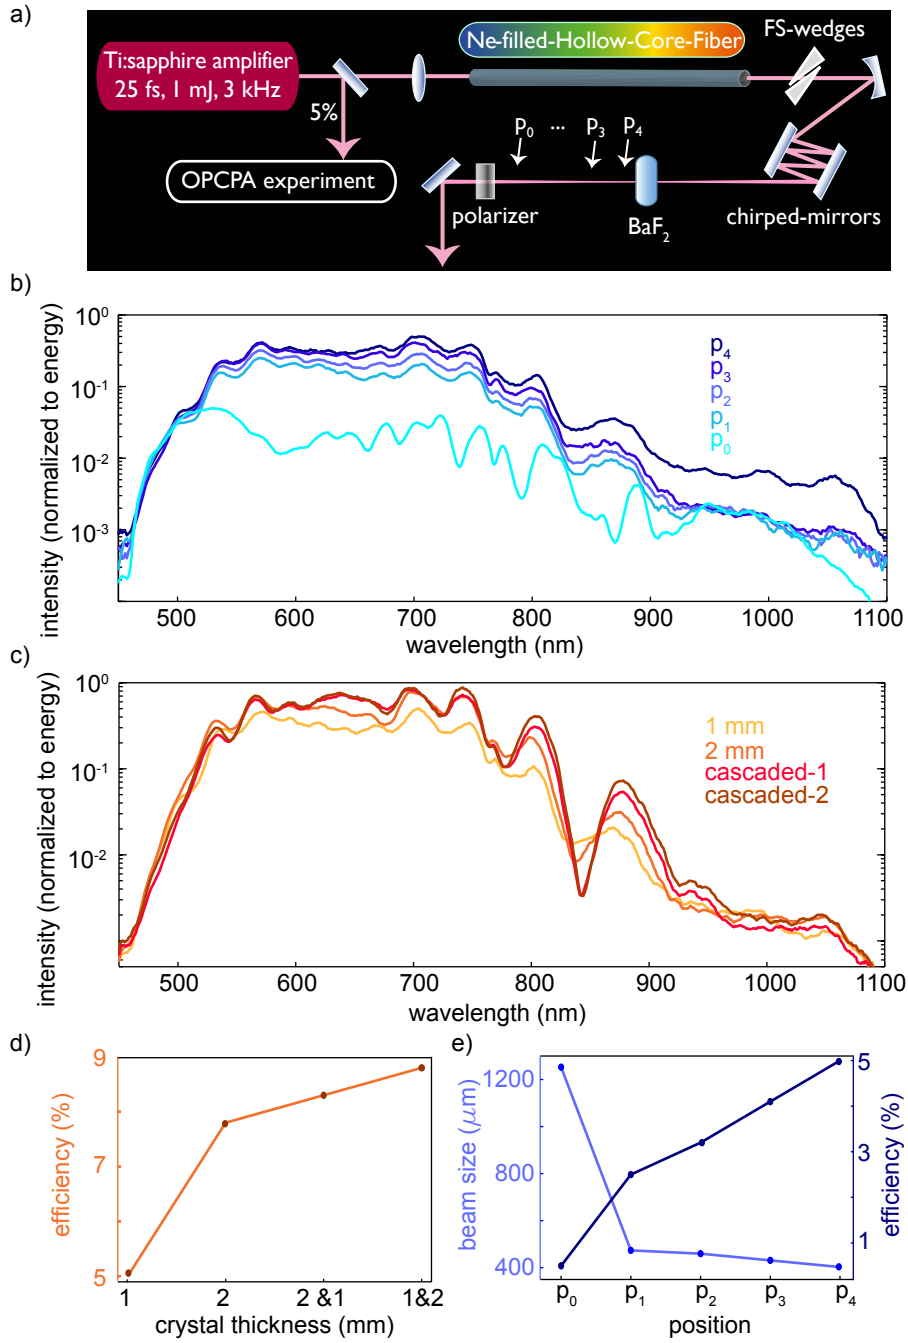 a)
Ne-filled-Hollow-Core-Fiber
FS-wedges
Ti:sapphire amplifier
25 fs, 1 mJ, 3 kHz
5%
p0 ... p3 p4
OPCPA experiment
polarizer
BaF2
chirped-mirrors
b)
intensity (normalized to energy)
10^0
10^-1
10^-2
10^-3
p4
p3
p2
p1
p0
500 600 700 800 900 1000 1100
wavelength (nm)
c)
intensity (normalized to energy)
10^0
10^-1
10^-2
1 mm
2 mm
cascaded-1
cascaded-2
500 600 700 800 900 1000 1100
wavelength (nm)
d)
efficiency (%)
9
7
5
1 2 2 &1 1&2
crystal thickness (mm)
e)
beam size (μm)
1200
800
400
5
3
1
efficiency (%)
p0 p1 p2 p3 p4
position